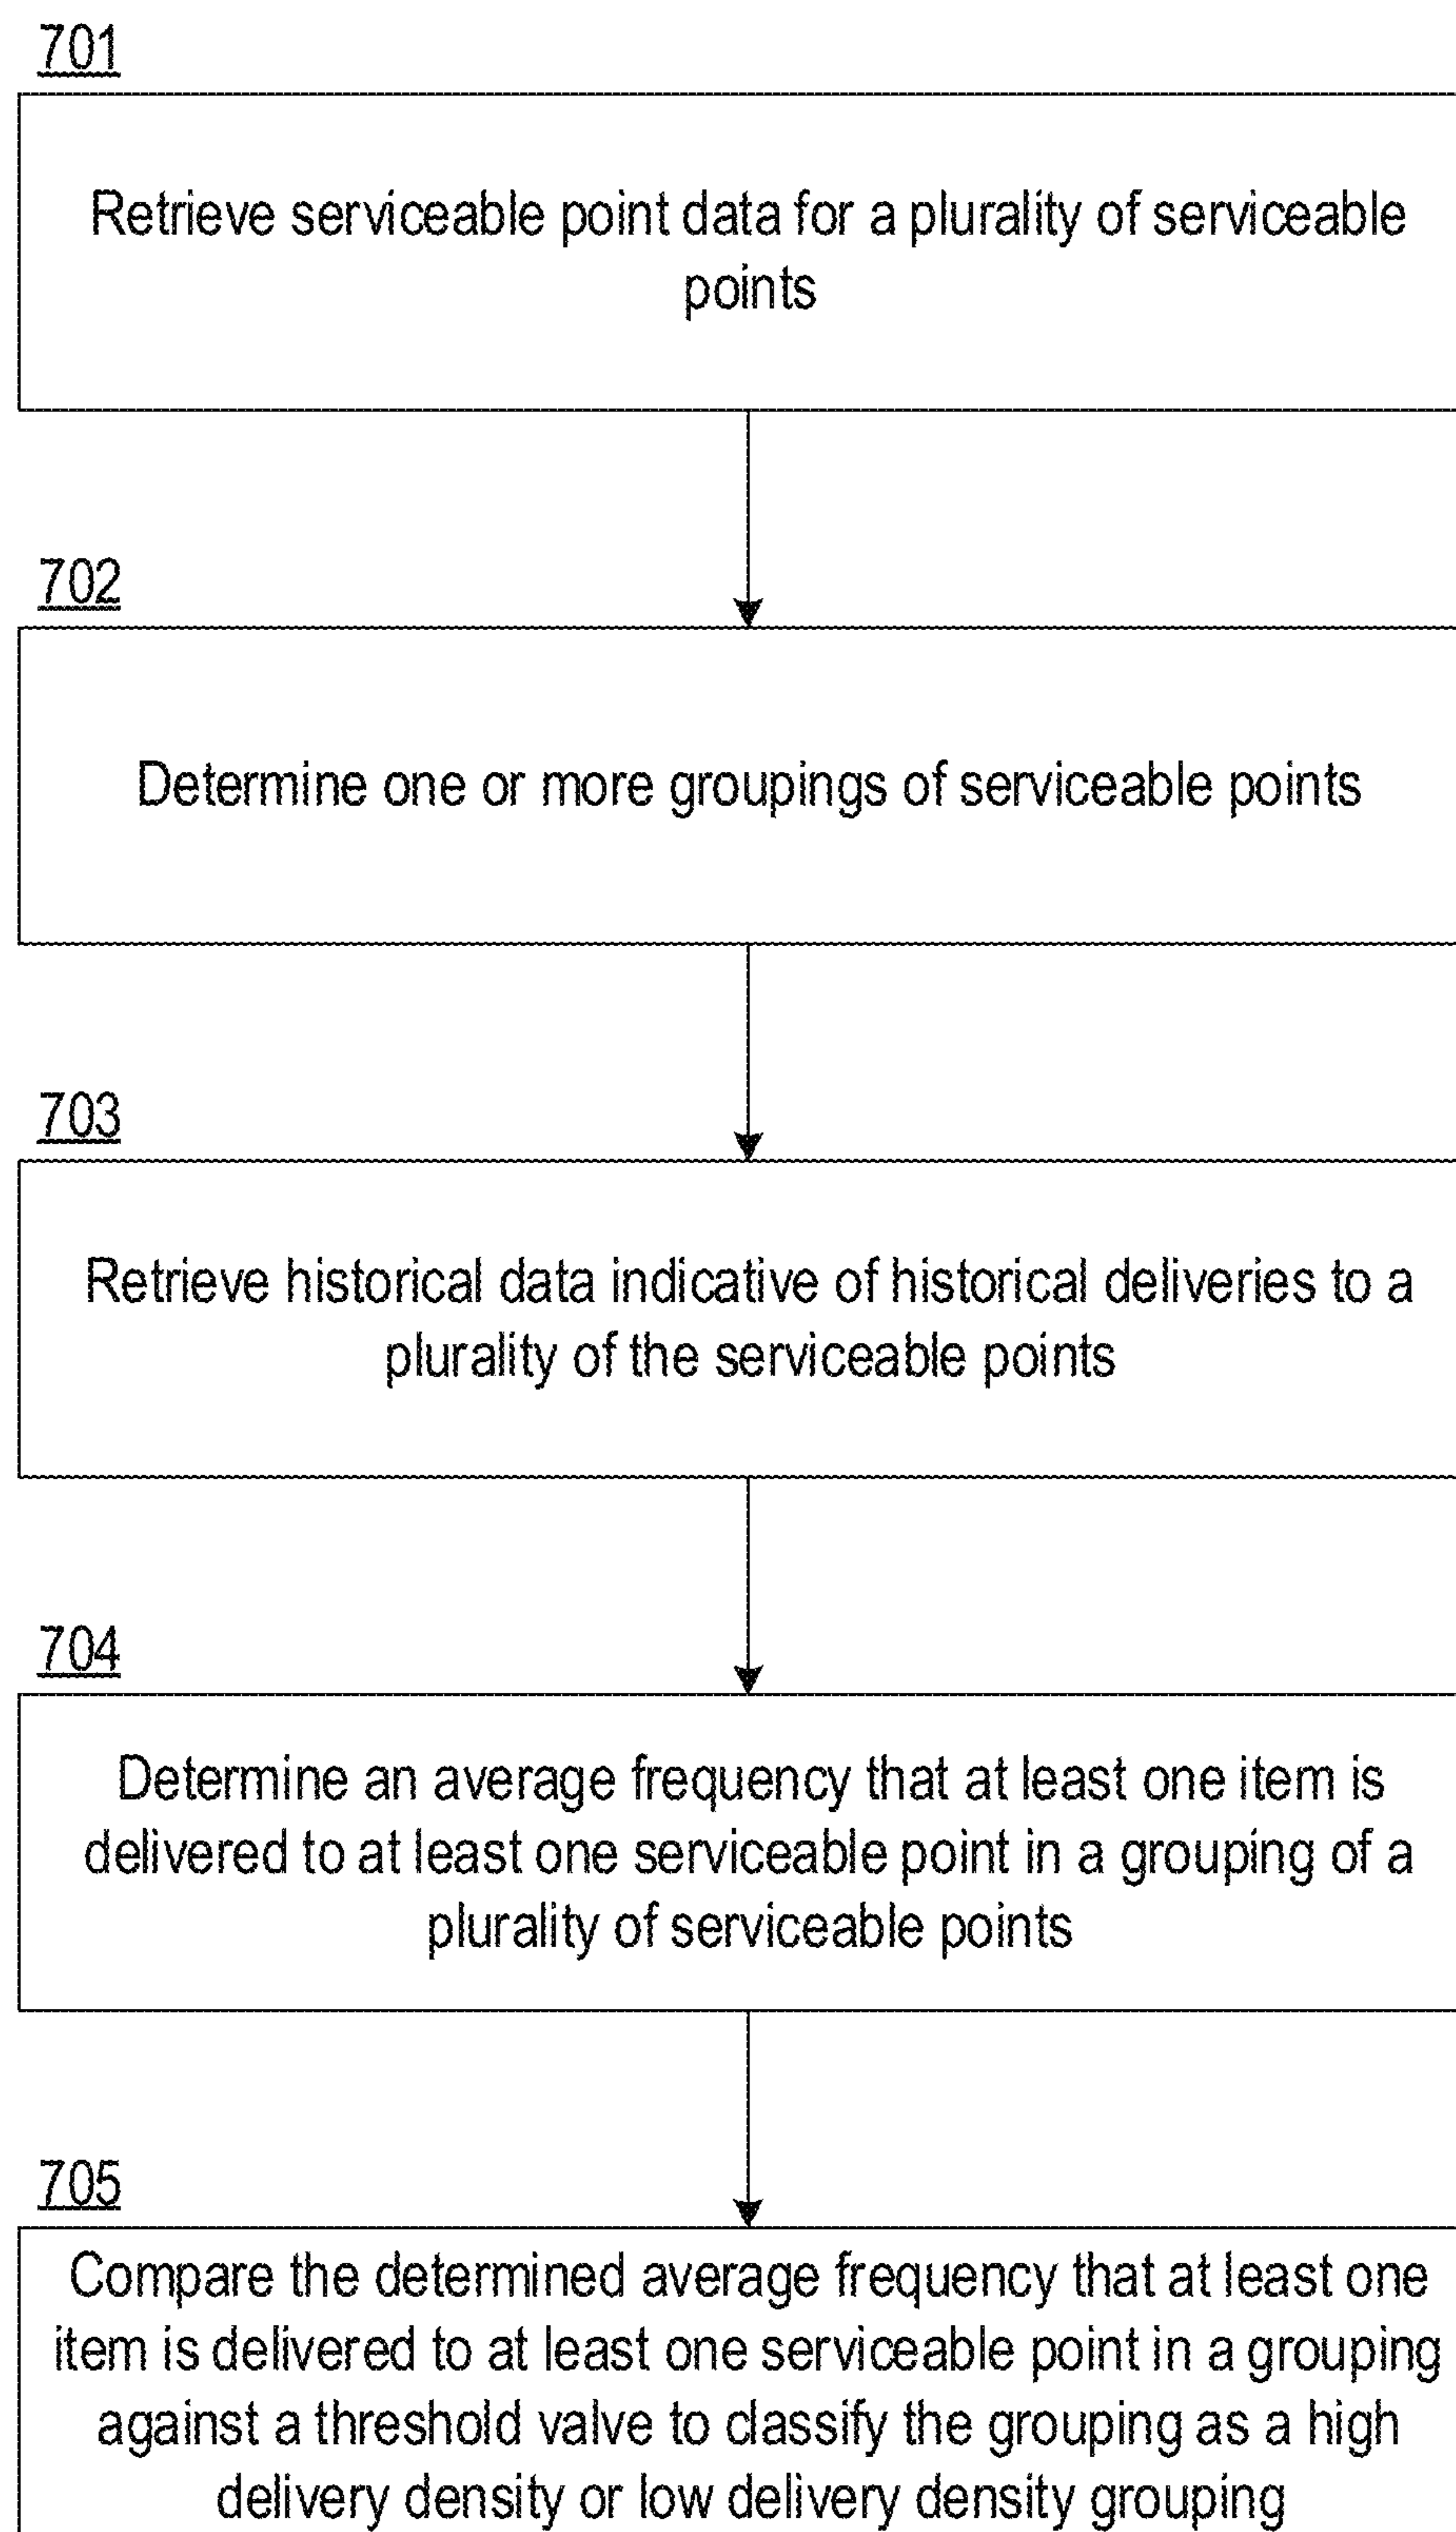 701
Retrieve serviceable point data for a plurality of serviceable
points
702
Determine one or more groupings of serviceable points
703
Retrieve historical data indicative of historical deliveries to a
plurality of the serviceable points
704
Determine an average frequency that at least one item is
delivered to at least one serviceable point in a grouping of a
plurality of serviceable points
705
Compare the determined average frequency that at least one
item is delivered to at least one serviceable point in a grouping
against a threshold valve to classify the grouping as a high
delivery density or low delivery density grouping